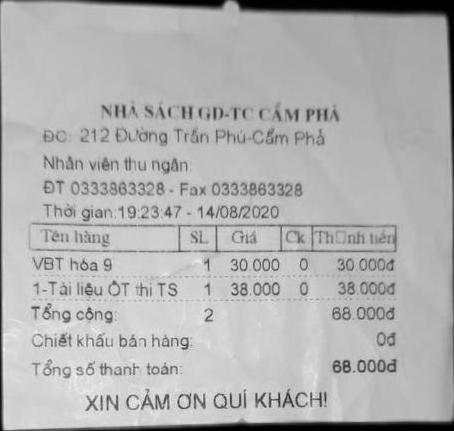 NHÀ SÁCH GD-TC CẨM PHẢ
ĐC: 212 Đường Trần Phú-Cẩm Phả
Nhân viên thu ngân:
ĐT 0333863328 - Fax 0333863328
Thời gian:19:23:47 - 14/08/2020
Tên hàng SL Giá Ck Th□nh tiền
VBT hóa 9 1 30.000 0 30.000đ
1-Tài liệu ÔT thi TS 1 38.000 0 38.000đ
Tổng cộng: 2 68.000đ
Chiết khấu bán hàng: 0đ
Tổng số thanh toán: 68.000đ
XIN CẢM ƠN QUÍ KHÁCH!